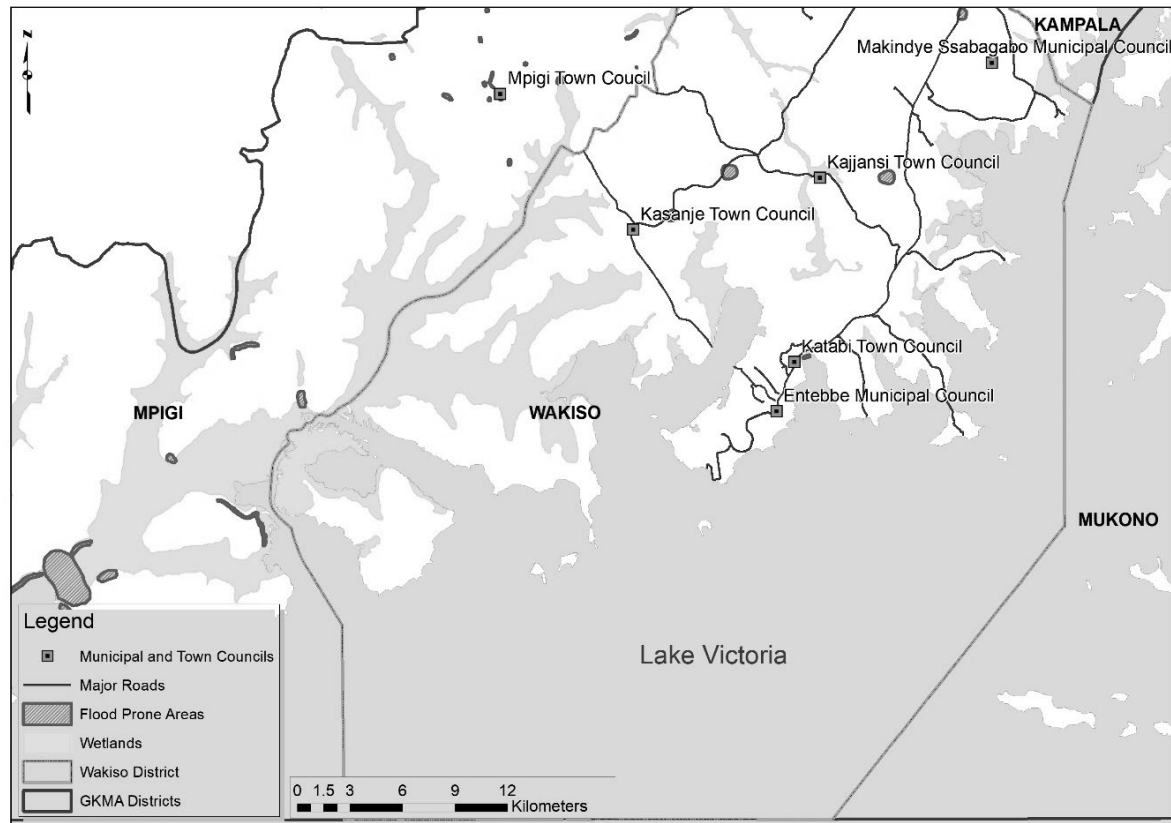 KAMPALA
Makindye Ssabagabo Municipal Council
N
Mpigi Town Coucil
Kajjansi Town Council
Kasanje Town Council
Katabi Town Council
Entebbe Municipal Council
MPIGI
WAKISO
MUKONO
Lake Victoria
Legend
Municipal and Town Councils
Major Roads
Flood Prone Areas
Wetlands
Wakiso District
GKMA Districts
0 1.5 3 6 9 12
Kilometers